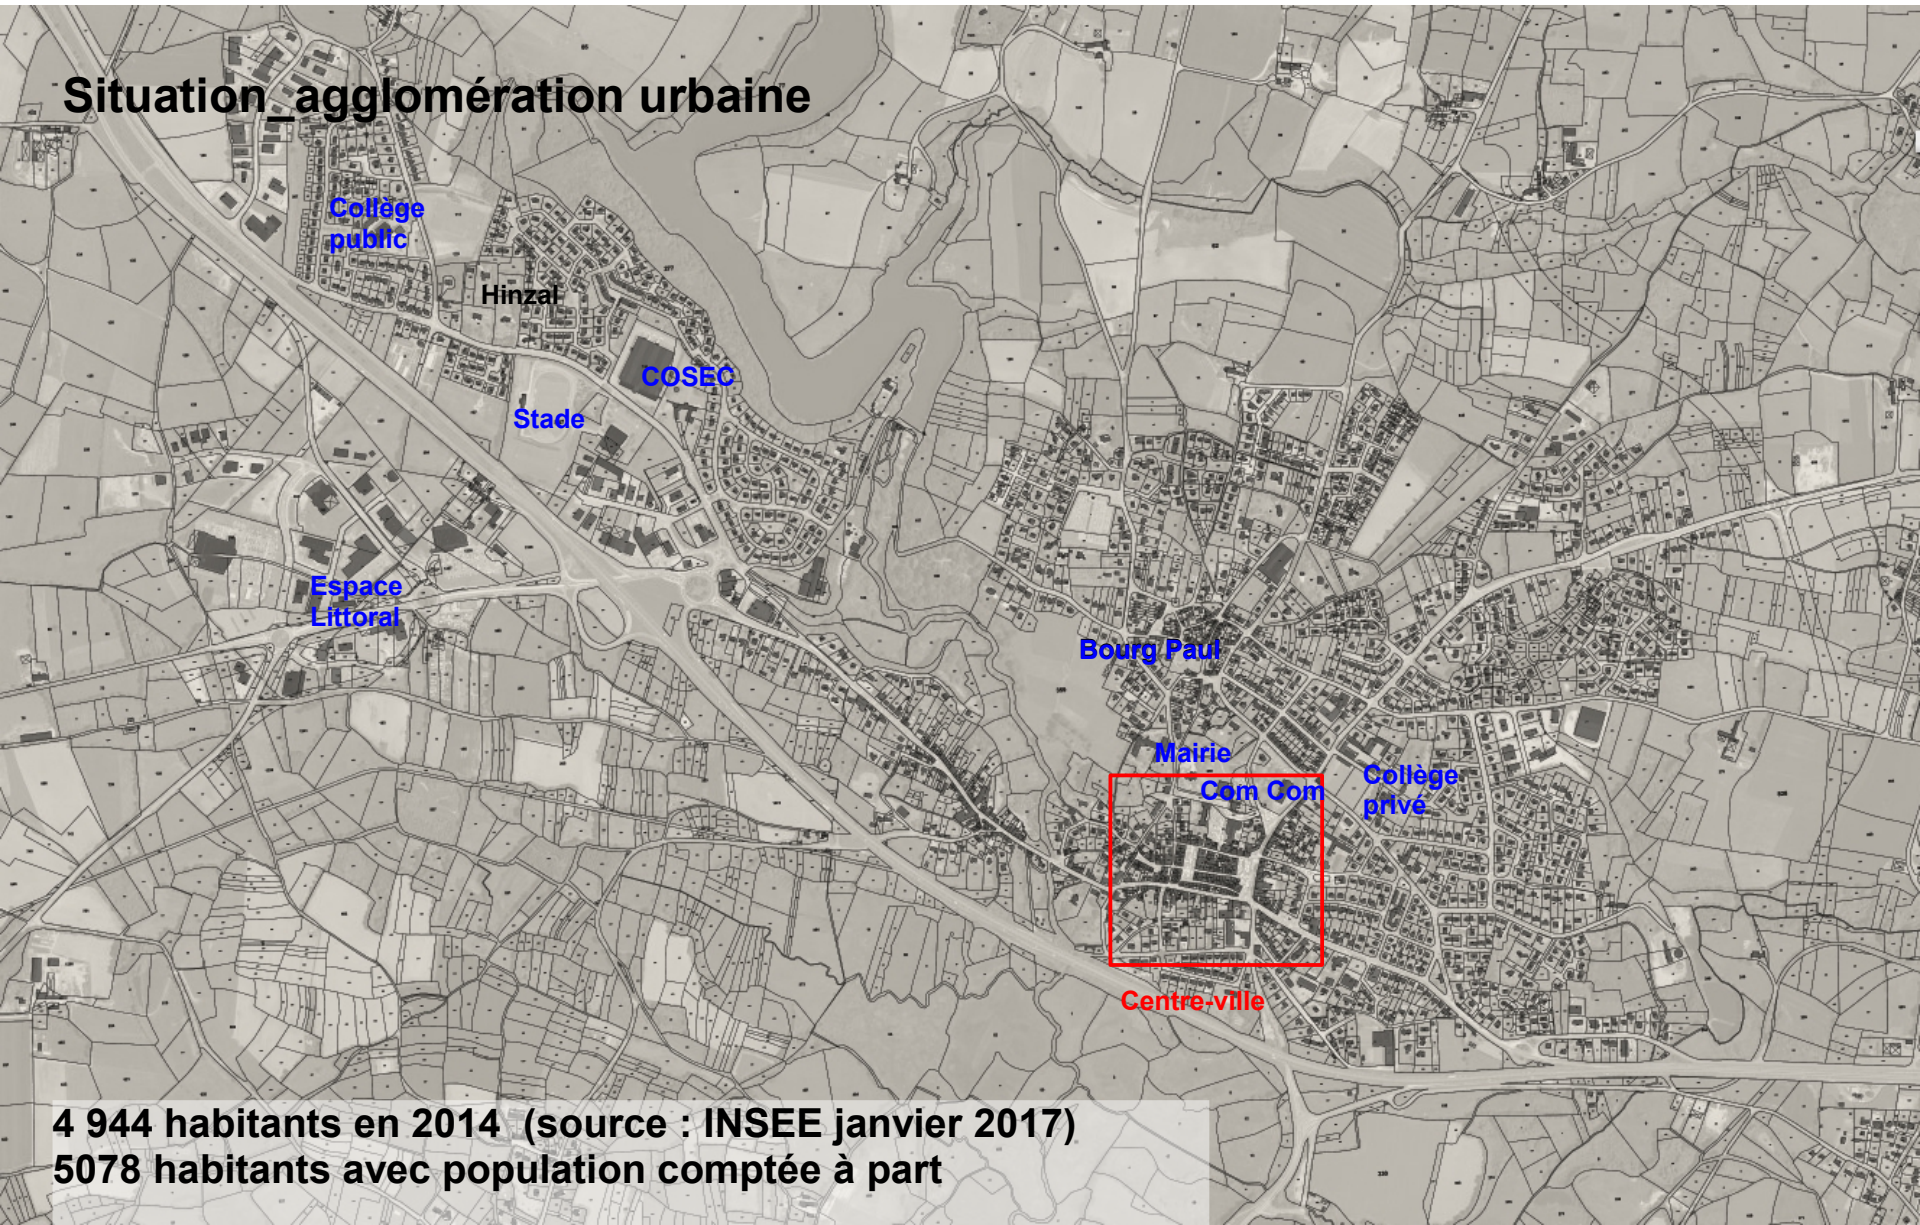 Situation_agglomération urbaine
Collège
public
Hinzal
COSEC
Stade
Espace
Littoral
Bourg Paul
Mairie
Com Com
Collège
privé
Centre-ville
4 944 habitants en 2014 (source : INSEE janvier 2017)
5078 habitants avec population comptée à part